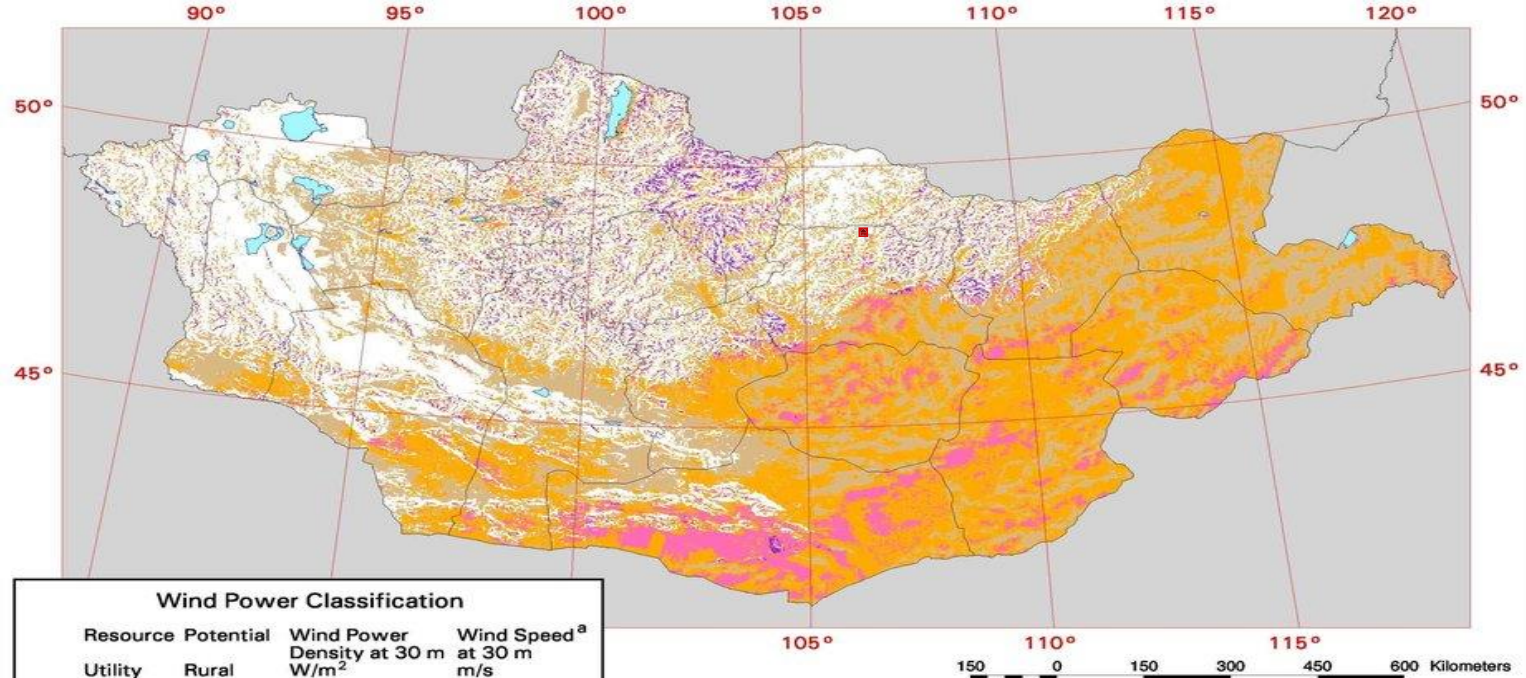 90° 95° 100° 105° 110° 115° 120°
50° 50°
45° 45°
Wind Power Classification
Resource Potential Wind Power Wind Speed a
Density at 30 m at 30 m
Utility Rural W/m2 m/s
105° 110° 115°
150 0 150 300 450 600 Kilometers